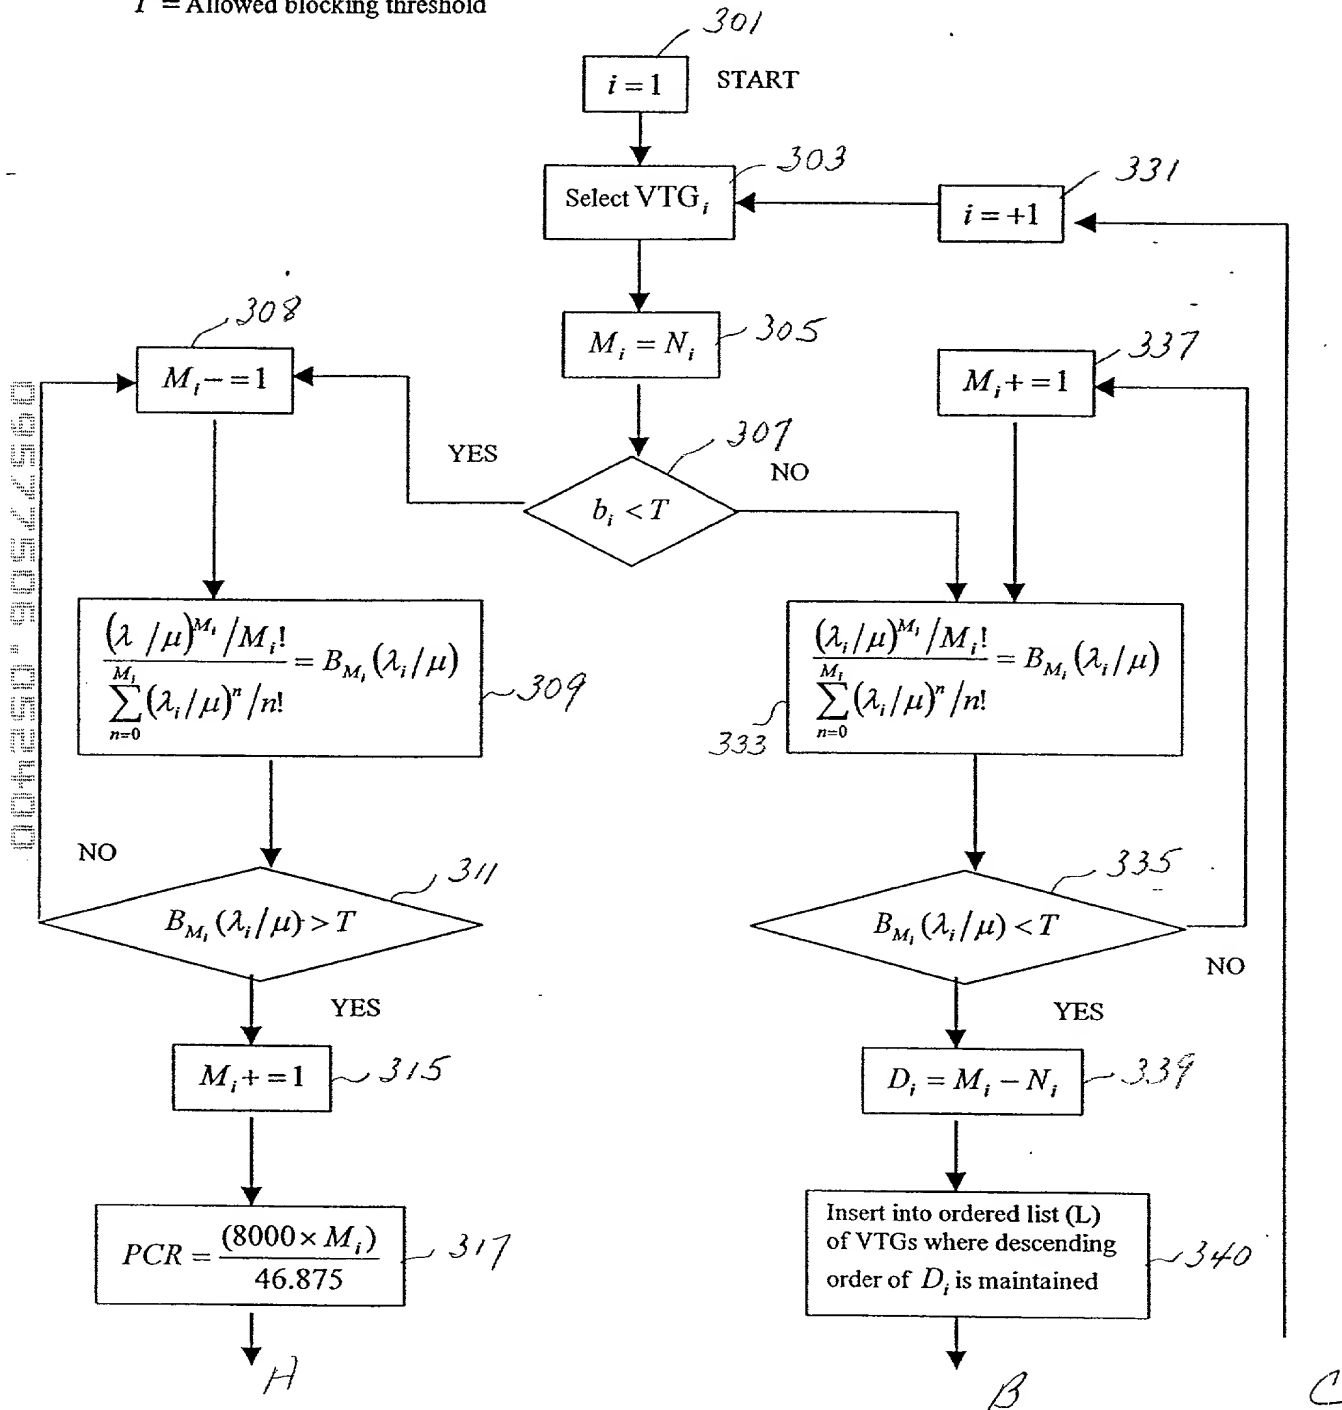 T = Allowed blocking threshold
301
i = 1
START
303
Select VTG_i
331
i = +1
305
M_i = N_i
308
M_i − = 1
337
M_i + = 1
307
YES
NO
b_i < T
(λ /μ)^{M_i} / M_i!
= B_{M_i} (λ_i/μ)
∑_{n=0}^{M_i} (λ_i/μ)^n / n!
309
(λ_i/μ)^{M_i} / M_i!
= B_{M_i} (λ_i/μ)
∑_{n=0}^{M_i} (λ_i/μ)^n / n!
333
NO
311
B_{M_i} (λ_i/μ) > T
YES
335
B_{M_i} (λ_i/μ) < T
NO
YES
M_i + = 1
315
D_i = M_i − N_i
339
PCR = (8000 × M_i)
46.875
317
Insert into ordered list (L)
of VTGs where descending
order of D_i is maintained
340
A
B
C